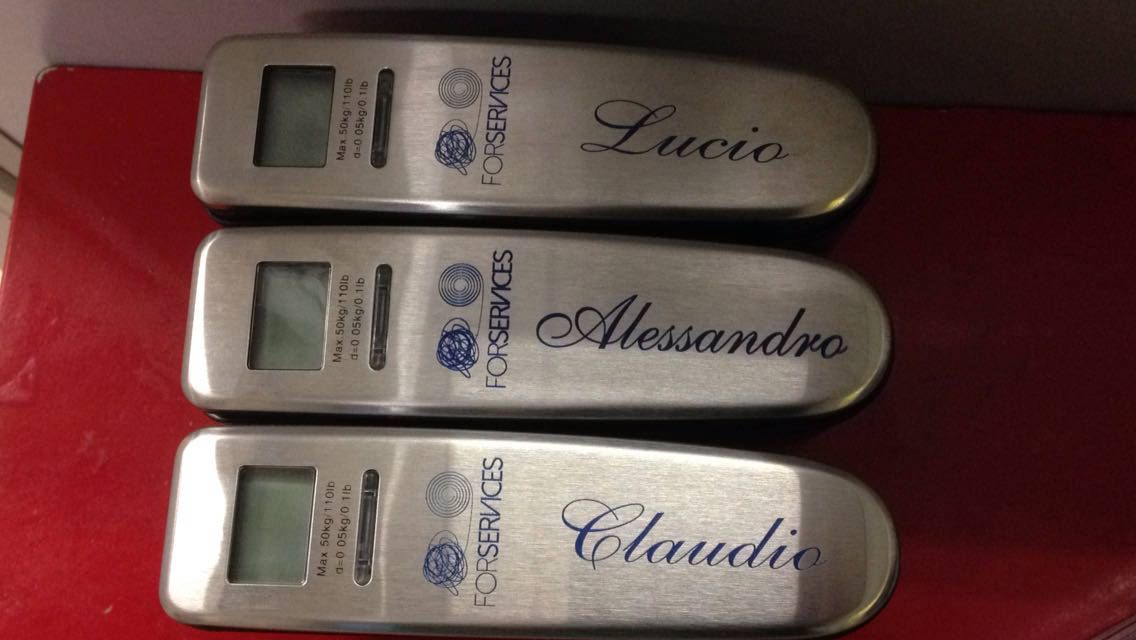 Max 50kg/110lb
d=0.05kg/0.1lb
FORSERVICES
Lucio
Max.50kg/110lb
d=0.05kg/0.1lb
FORSERVICES
Alessandro
Max 50kg/110lb
d=0.05kg/0.1lb
FORSERVICES
Claudio